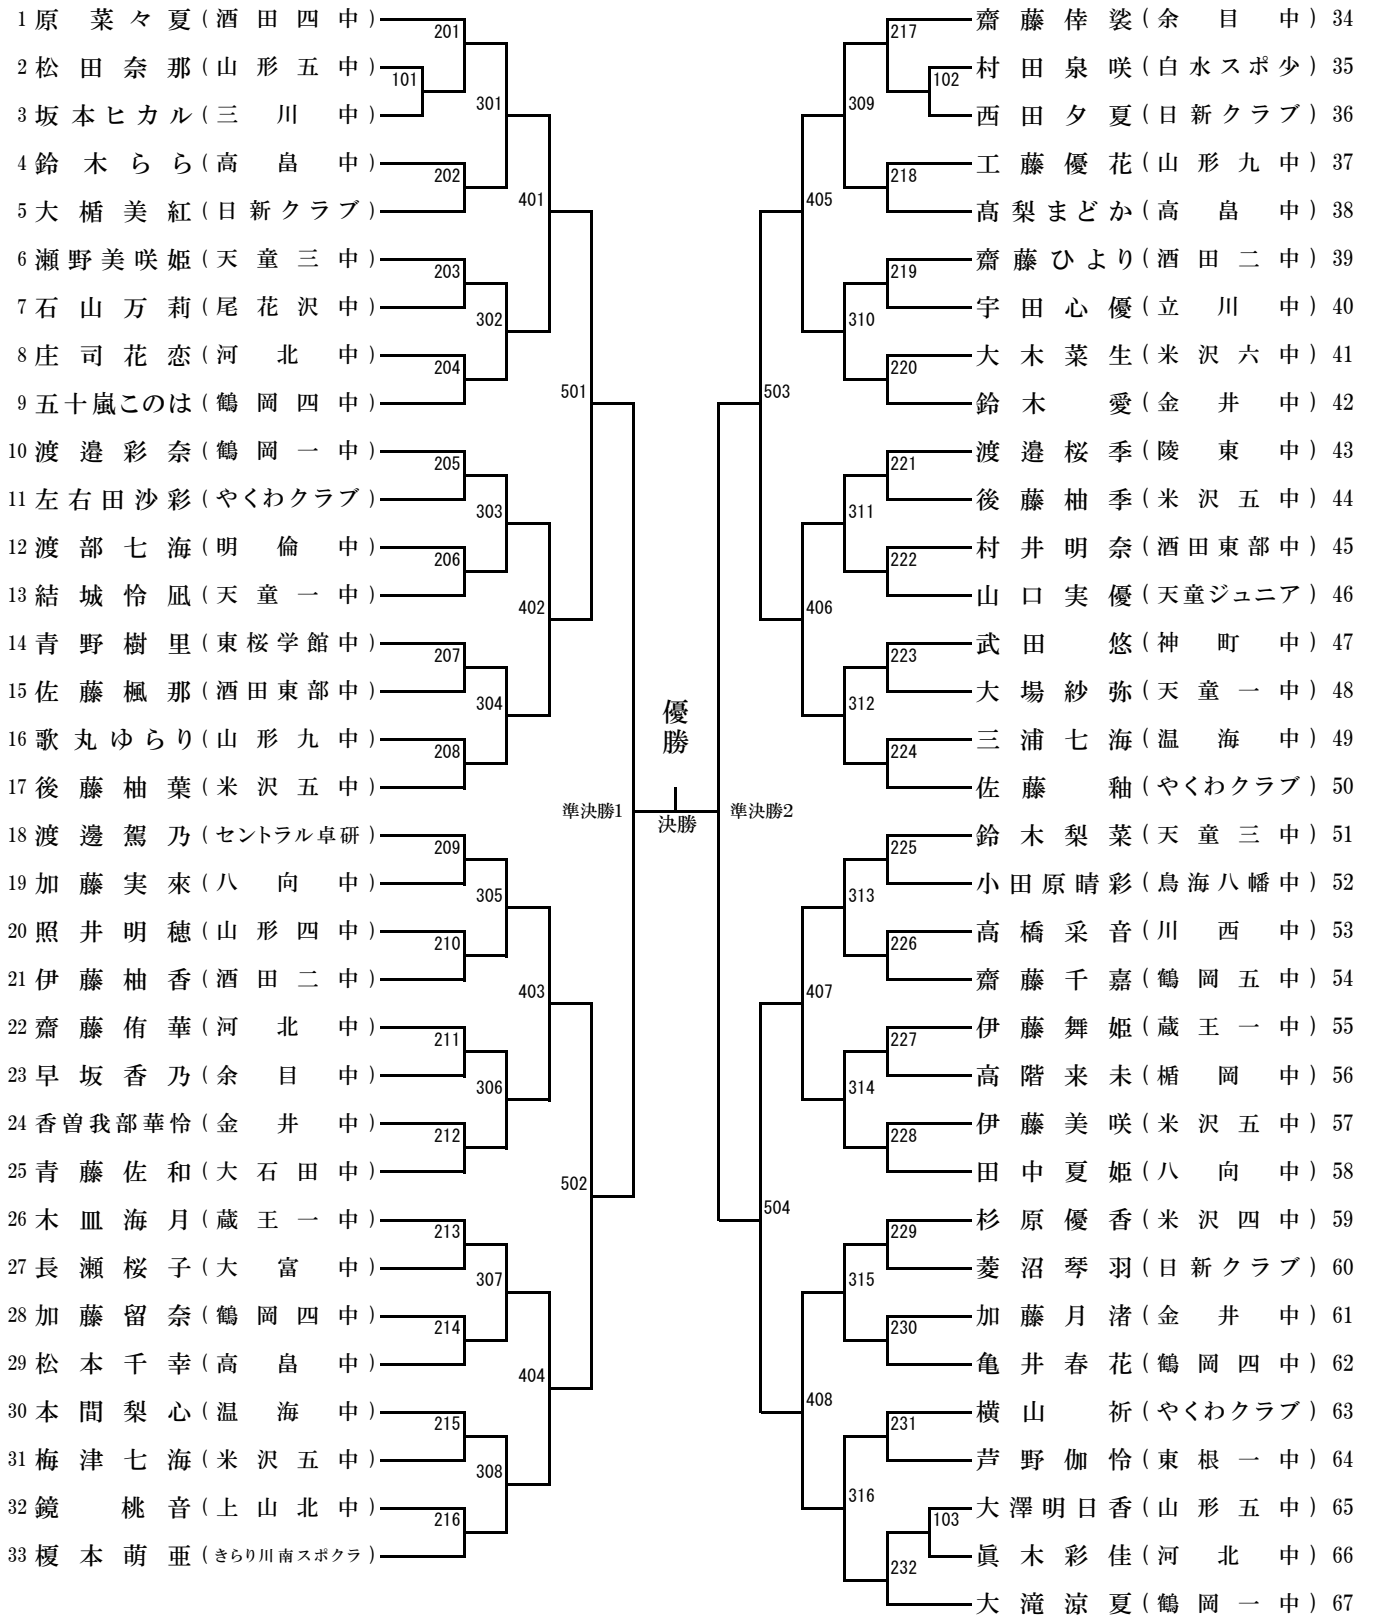 1 原菜々夏 (酒田四中)
2 松田奈那 (山形五中)
3 坂本ヒカル (三川中)
4 鈴木らら (高畠中)
5 大楯美紅 (日新クラブ)
6 瀬野美咲姫 (天童三中)
7 石山万莉 (尾花沢中)
8 庄司花恋 (河北中)
9 五十嵐このは (鶴岡四中)
10 渡邉彩奈 (鶴岡一中)
11 左右田沙彩 (やくわクラブ)
12 渡部七海 (明倫中)
13 結城怜凪 (天童一中)
14 青野樹里 (東桜学館中)
15 佐藤楓那 (酒田東部中)
16 歌丸ゆらり (山形九中)
17 後藤柚葉 (米沢五中)
18 渡邊駕乃 (セントラル卓研)
19 加藤実來 (八向中)
20 照井明穂 (山形四中)
21 伊藤柚香 (酒田二中)
22 齋藤侑華 (河北中)
23 早坂香乃 (余目中)
24 香曽我部華怜 (金井中)
25 青藤佐和 (大石田中)
26 木皿海月 (蔵王一中)
27 長瀬桜子 (大富中)
28 加藤留奈 (鶴岡四中)
29 松本千幸 (高畠中)
30 本間梨心 (温海中)
31 梅津七海 (米沢五中)
32 鏡桃音 (上山北中)
33 榎本萌亜 (きらり川南スポクラ)
101
201
202
203
204
205
206
207
208
209
210
211
212
213
214
215
216
301
302
303
304
305
306
307
308
401
402
403
404
501
502
準決勝1
優勝
決勝
準決勝2
503
504
405
406
407
408
309
310
311
312
313
314
315
316
217
218
219
220
221
222
223
224
225
226
227
228
229
230
231
232
102
103
齋藤倖裟 (余目中) 34
村田泉咲 (白水スポ少) 35
西田夕夏 (日新クラブ) 36
工藤優花 (山形九中) 37
髙梨まどか (高畠中) 38
齋藤ひより (酒田二中) 39
宇田心優 (立川中) 40
大木菜生 (米沢六中) 41
鈴木愛 (金井中) 42
渡邉桜季 (陵東中) 43
後藤柚季 (米沢五中) 44
村井明奈 (酒田東部中) 45
山口実優 (天童ジュニア) 46
武田悠 (神町中) 47
大場紗弥 (天童一中) 48
三浦七海 (温海中) 49
佐藤釉 (やくわクラブ) 50
鈴木梨菜 (天童三中) 51
小田原晴彩 (鳥海八幡中) 52
高橋采音 (川西中) 53
齋藤千嘉 (鶴岡五中) 54
伊藤舞姫 (蔵王一中) 55
高階来未 (楯岡中) 56
伊藤美咲 (米沢五中) 57
田中夏姫 (八向中) 58
杉原優香 (米沢四中) 59
菱沼琴羽 (日新クラブ) 60
加藤月渚 (金井中) 61
亀井春花 (鶴岡四中) 62
横山祈 (やくわクラブ) 63
芦野伽怜 (東根一中) 64
大澤明日香 (山形五中) 65
眞木彩佳 (河北中) 66
大滝涼夏 (鶴岡一中) 67